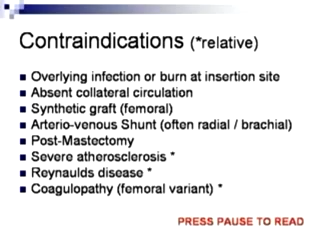 Contraindications (*relative)
Overlying infection or burn at insertion site
Absent collateral circulation
Synthetic graft (femoral)
Arterio-venous Shunt (often radial / brachial)
Post-Mastectomy
Severe atherosclerosis *
Reynaulds disease *
Coagulopathy (femoral variant) *
PRESS PAUSE TO READ